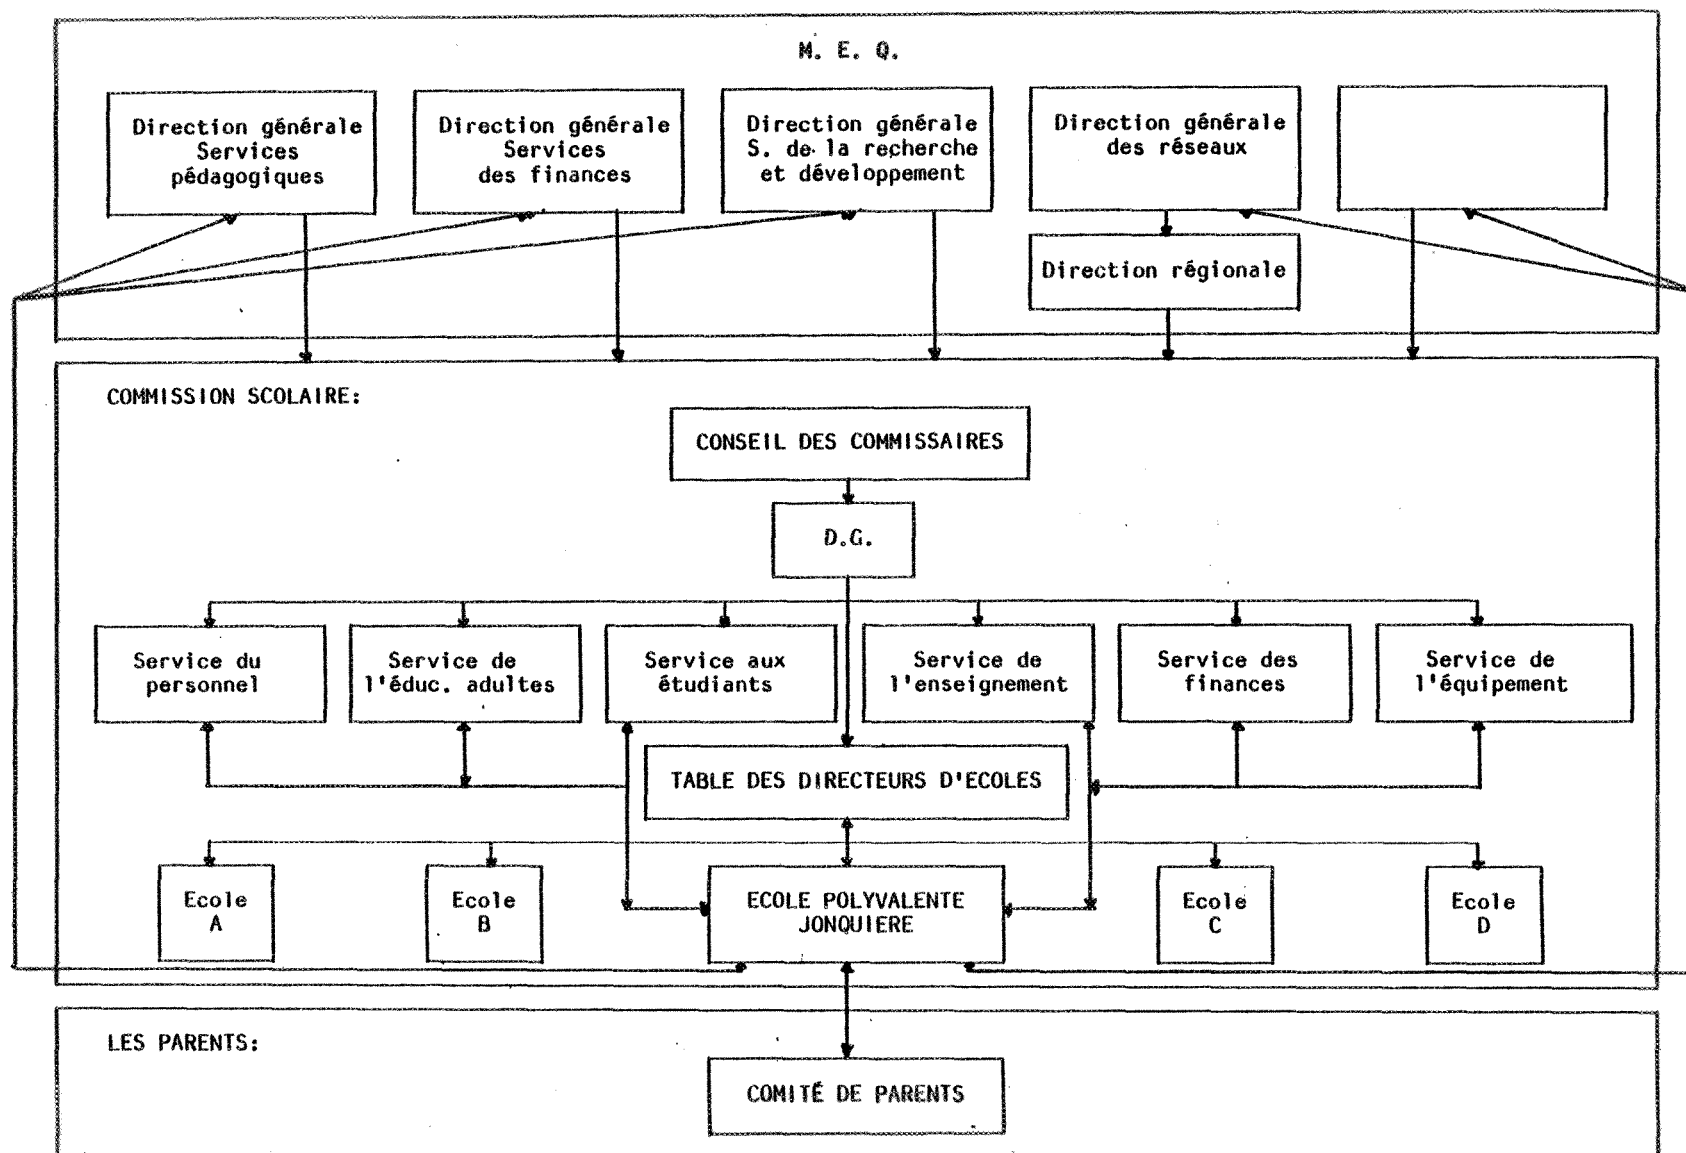 M. E. Q.
Direction générale
Services
pédagogiques
Direction générale
Services
des finances
Direction générale
S. de la recherche
et développement
Direction générale
des réseaux
Direction régionale
COMMISSION SCOLAIRE:
CONSEIL DES COMMISSAIRES
D.G.
Service du
personnel
Service de
l'éduc. adultes
Service aux
étudiants
Service de
l'enseignement
Service des
finances
Service de
l'équipement
TABLE DES DIRECTEURS D'ECOLES
Ecole
A
Ecole
B
ECOLE POLYVALENTE
JONQUIERE
Ecole
C
Ecole
D
LES PARENTS:
COMITÉ DE PARENTS